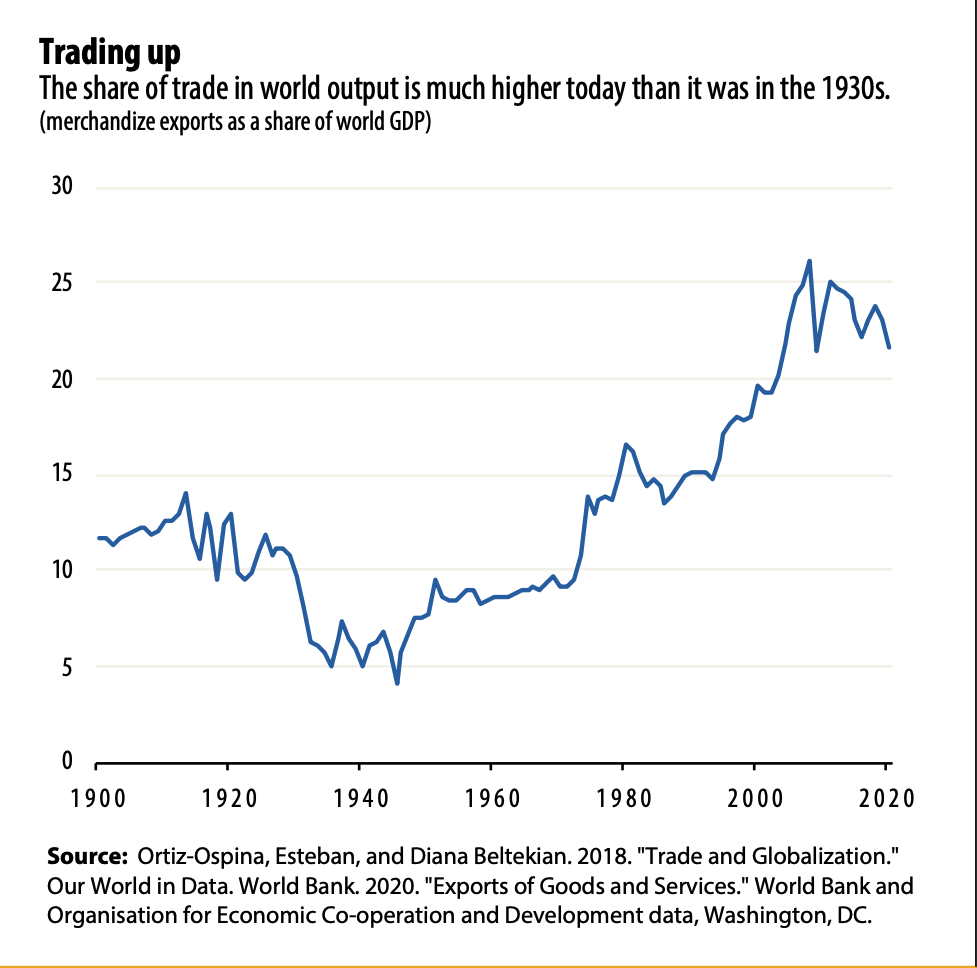 Trading up
The share of trade in world output is much higher today than it was in the 1930s.
(merchandize exports as a share of world GDP)
30
25
20
15
10
5
0
1900 1920 1940 1960 1980 2000 2020
Source: Ortiz-Ospina, Esteban, and Diana Beltekian. 2018. "Trade and Globalization."
Our World in Data. World Bank. 2020. "Exports of Goods and Services." World Bank and
Organisation for Economic Co-operation and Development data, Washington, DC.